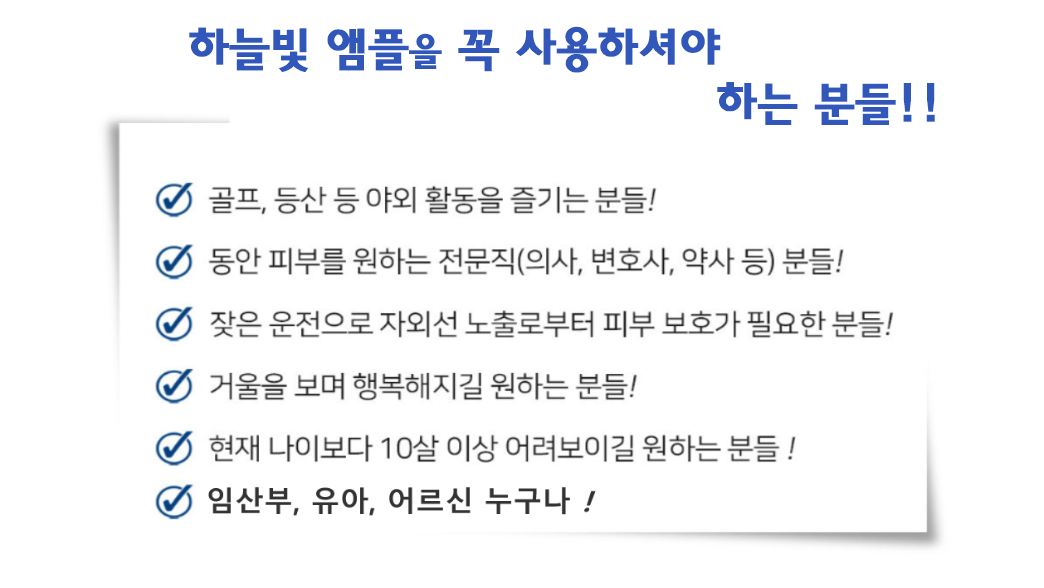 하늘빛 앰플을 꼭 사용하셔야
하는 분들!!
골프, 등산 등 야외 활동을 즐기는 분들!
동안 피부를 원하는 전문직(의사, 변호사, 약사 등) 분들!
잦은 운전으로 자외선 노출로부터 피부 보호가 필요한 분들!
거울을 보며 행복해지길 원하는 분들!
현재 나이보다 10살 이상 어려보이길 원하는 분들 !
임산부, 유아, 어르신 누구나 !